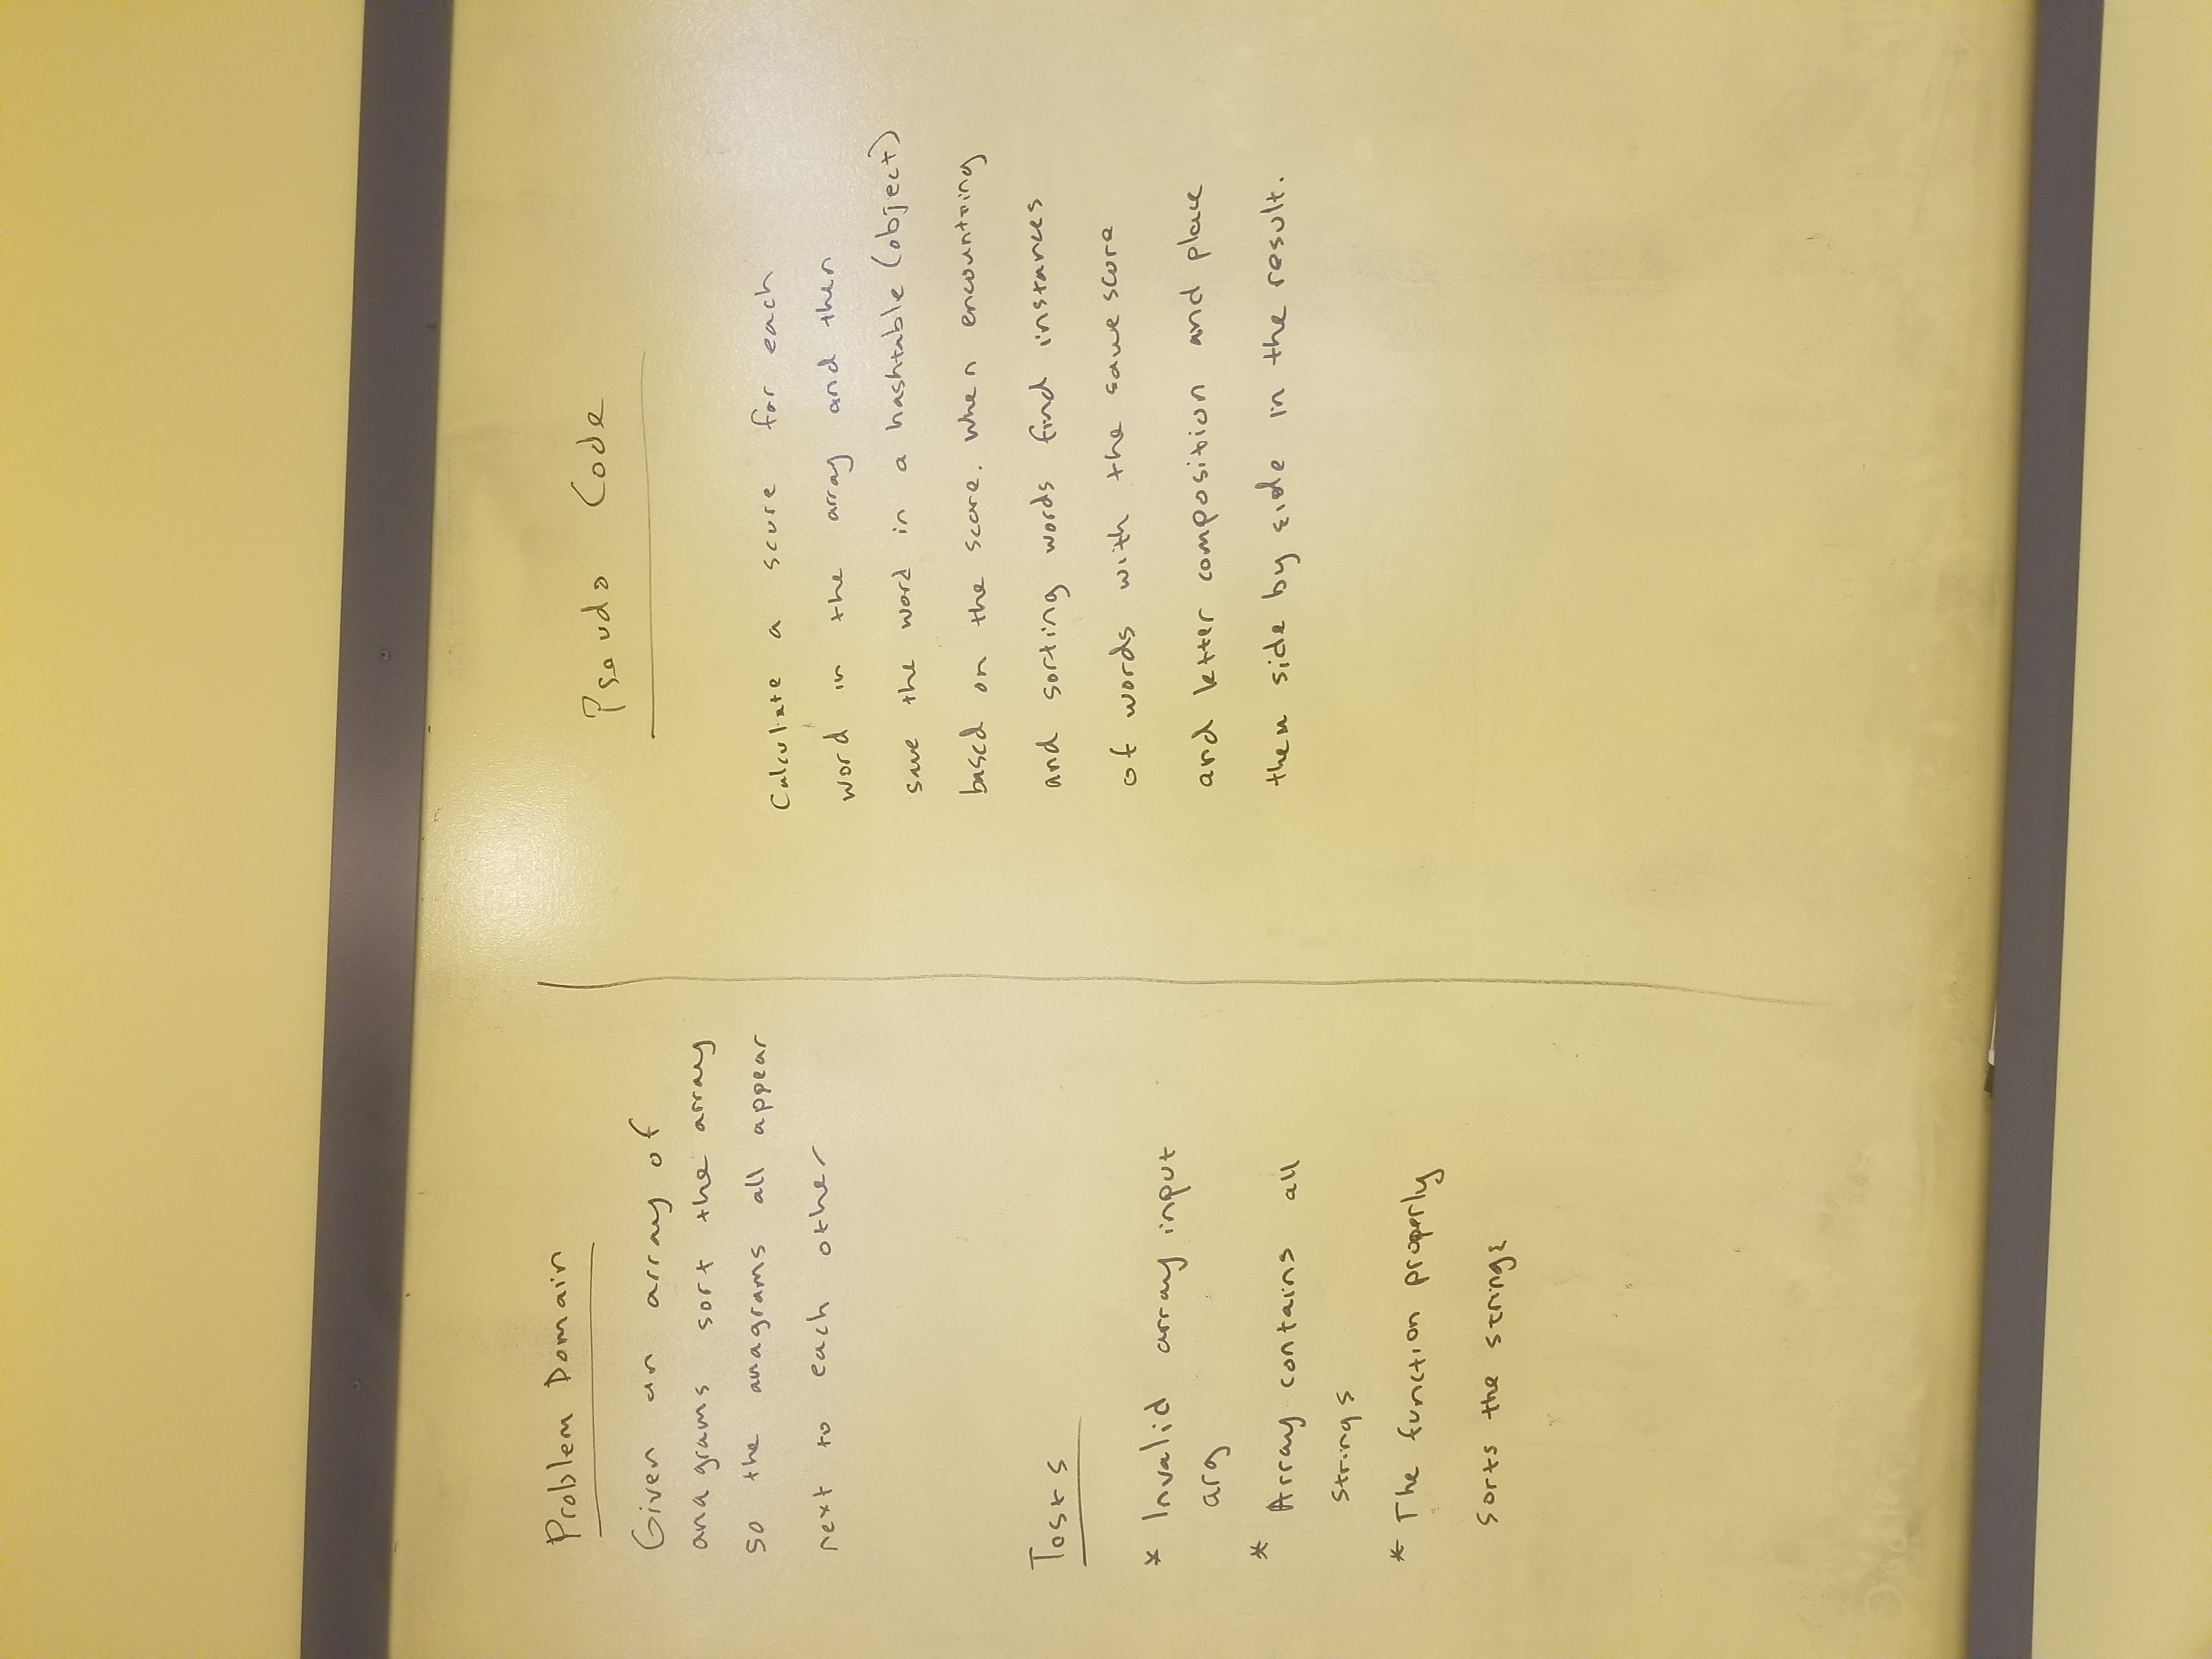 Problem Domain
Given an array of
anagrams sort the array
so the anagrams all appear
next to each other
Tests
* Invalid array input
arg
* Array contains all
strings
* The function properly
sorts the strings
Pseudo Code
Calculate a score for each
word in the array and then
save the word in a hashtable (object)
based on the score. When encountring
and sorting words find instances
of words with the same score
and letter composition and place
them side by side in the result.